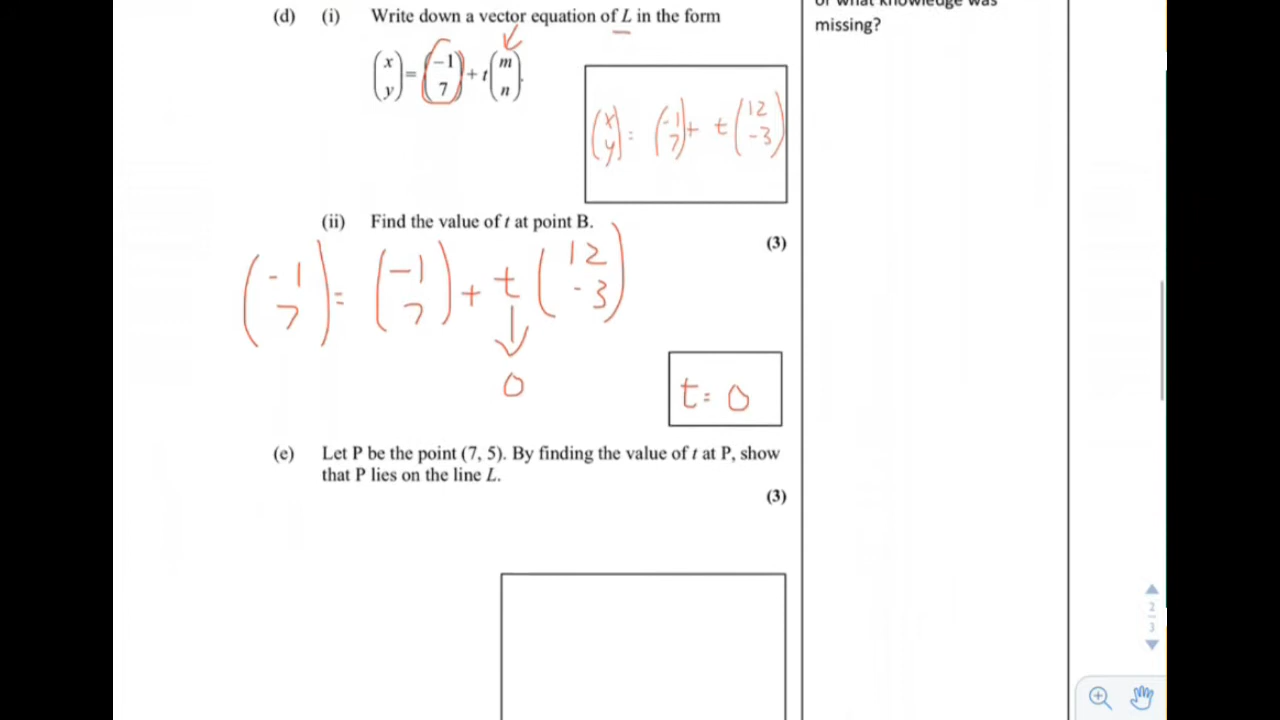 (d) (i) Write down a vector equation of L in the form
(x y) = (−1 7) + t (m n).
(x y) = (-1 7) + t (12 -3)
(ii) Find the value of t at point B.
(3)
(-1 7) = (-1 7) + t (12 -3)
0
t = 0
(e) Let P be the point (7, 5). By finding the value of t at P, show
that P lies on the line L.
(3)
missing?
2
3